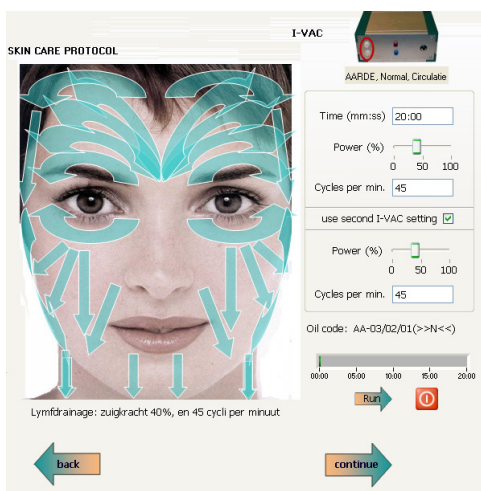 I-VAC
SKIN CARE PROTOCOL
AARDE, Normal, Circulatie
Time (mm:ss) 20:00
Power (%)
0 50 100
Cycles per min. 45
use second I-VAC setting
Power (%)
0 50 100
Cycles per min. 45
Oil code: AA-03/02/01(>>N<<)
00:00 05:00 10:00 15:00 20:00
Run
Lymfdrainage: zuigkracht 40%, en 45 cycli per minuut
back
continue